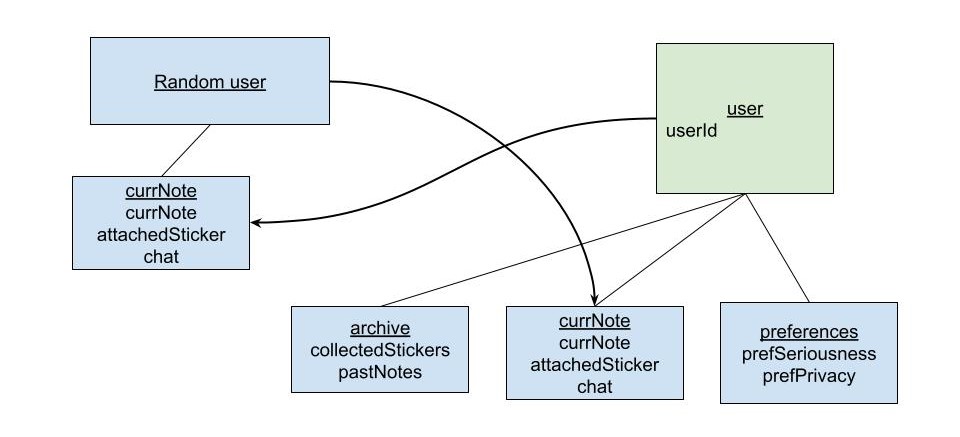 Random user
user
userId
currNote
currNote
attachedSticker
chat
archive
collectedStickers
pastNotes
currNote
currNote
attachedSticker
chat
preferences
prefSeriousness
prefPrivacy